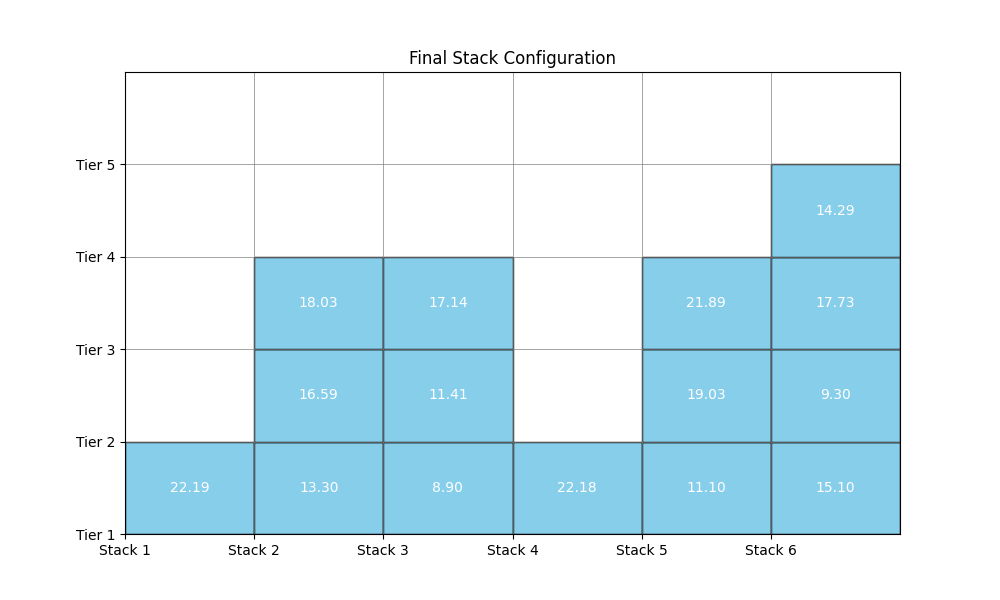 Final Stack Configuration
Tier 5
14.29
Tier 4
18.03 17.14 21.89 17.73
Tier 3
16.59 11.41 19.03 9.30
Tier 2
22.19 13.30 8.90 22.18 11.10 15.10
Tier 1
Stack 1 Stack 2 Stack 3 Stack 4 Stack 5 Stack 6